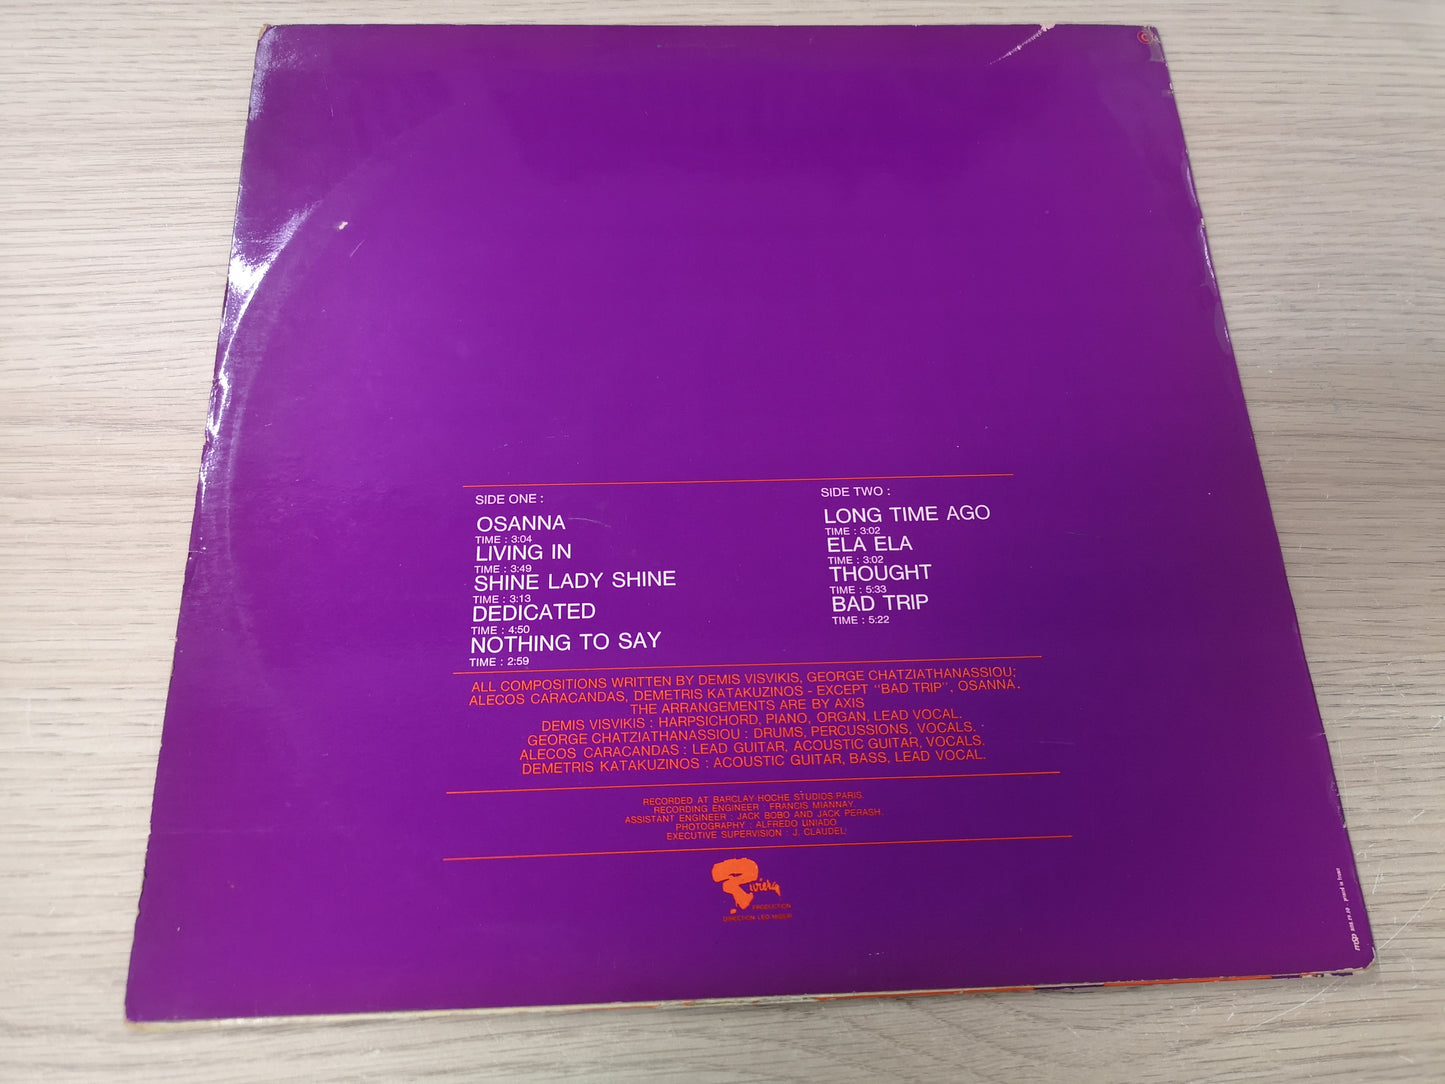 C
SIDE ONE :
OSANNA
TIME : 3:04
LIVING IN
TIME : 3:49
SHINE LADY SHINE
TIME : 3:13
DEDICATED
TIME : 4:50
NOTHING TO SAY
TIME : 2:59
SIDE TWO :
LONG TIME AGO
TIME : 3:02
ELA ELA
TIME : 3:02
THOUGHT
TIME : 5:33
BAD TRIP
TIME : 5:22
ALL COMPOSITIONS WRITTEN BY DEMIS VISVIKIS, GEORGE CHATZIATHANASSIOU;
ALECOS CARACANDAS, DEMETRIS KATAKUZINOS - EXCEPT "BAD TRIP", OSANNA.
THE ARRANGEMENTS ARE BY AXIS
DEMIS VISVIKIS : HARPSICHORD, PIANO, ORGAN, LEAD VOCAL.
GEORGE CHATZIATHANASSIOU : DRUMS, PERCUSSIONS, VOCALS.
ALECOS CARACANDAS : LEAD GUITAR, ACOUSTIC GUITAR, VOCALS.
DEMETRIS KATAKUZINOS : ACOUSTIC GUITAR, BASS, LEAD VOCAL.
RECORDED AT BARCLAY-HOCHE STUDIOS-PARIS.
RECORDING ENGINEER : FRANCIS MIANNAY.
ASSISTANT ENGINEER : JACK BOBO AND JACK PERASH.
PHOTOGRAPHY : ALFREDO UNIADO
EXECUTIVE SUPERVISION : J. CLAUDEL
Riviera
PRODUCTION
DIRECTION LEO MISSIR